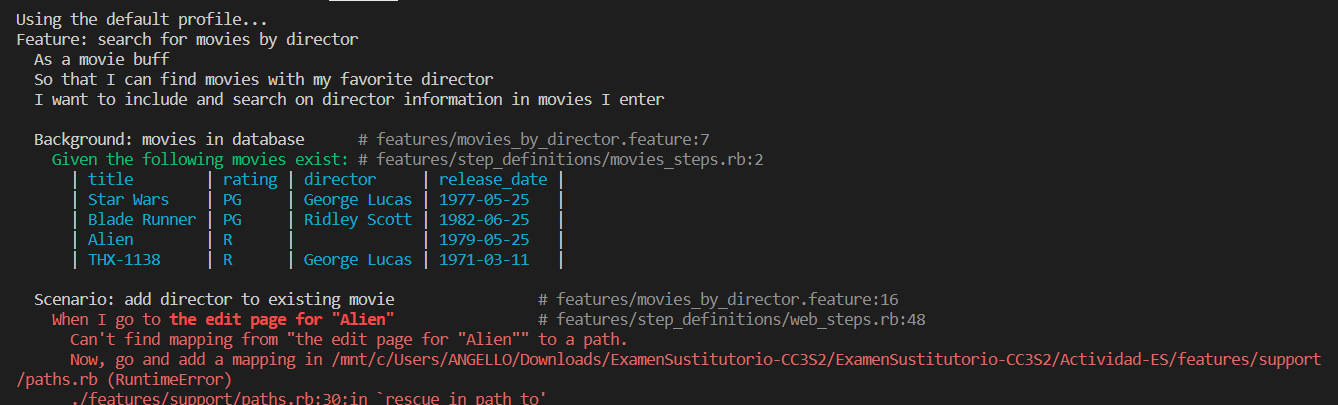 Using the default profile...
Feature: search for movies by director
As a movie buff
So that I can find movies with my favorite director
I want to include and search on director information in movies I enter
Background: movies in database # features/movies_by_director.feature:7
Given the following movies exist: # features/step_definitions/movies_steps.rb:2
| title | rating | director | release_date |
| Star Wars | PG | George Lucas | 1977-05-25 |
| Blade Runner | PG | Ridley Scott | 1982-06-25 |
| Alien | R | | 1979-05-25 |
| THX-1138 | R | George Lucas | 1971-03-11 |
Scenario: add director to existing movie # features/movies_by_director.feature:16
When I go to the edit page for "Alien" # features/step_definitions/web_steps.rb:48
Can't find mapping from "the edit page for "Alien"" to a path.
Now, go and add a mapping in /mnt/c/Users/ANGELLO/Downloads/ExamenSustitutorio-CC3S2/ExamenSustitutorio-CC3S2/Actividad-ES/features/support
/paths.rb (RuntimeError)
./features/support/paths.rb:30:in `rescue in path_to'